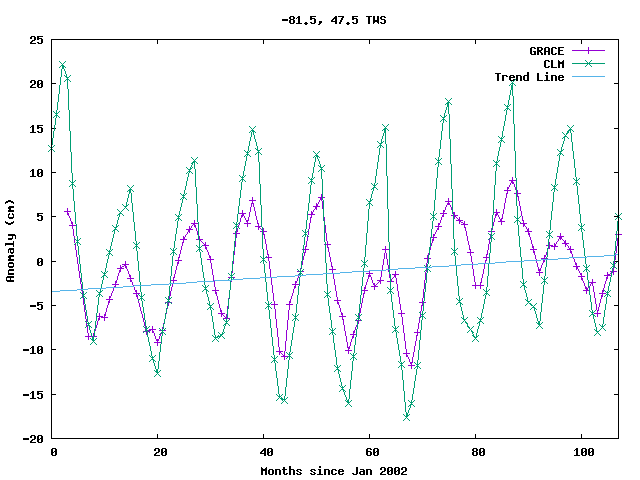 -81.5, 47.5 TWS
GRACE
CLM
Trend Line
25
20
15
10
5
0
-5
-10
-15
-20
Anomaly (cm)
0 20 40 60 80 100
Months since Jan 2002